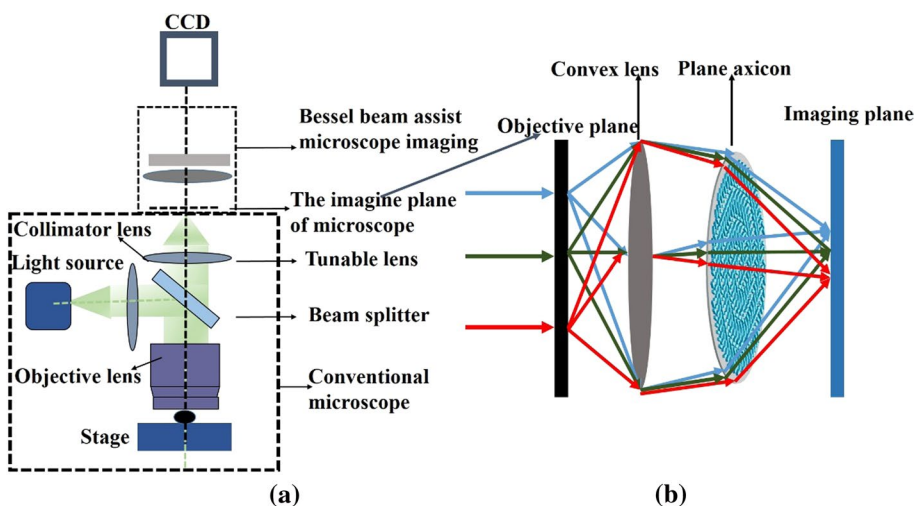 CCD
Bessel beam assist
microscope imaging
The imagine plane
of microscope
Collimator lens
Light source
Tunable lens
Beam splitter
Objective lens
Conventional
microscope
Stage
(a)
b)
Convex lens
Plane axicon
Objective plane
Imaging plane
(b)